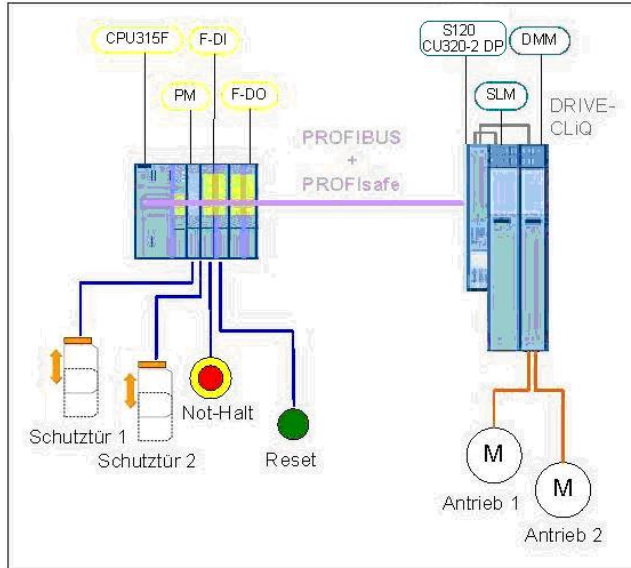 CPU315F
F-DI
PM
F-DO
S120
CU320-2 DP
DMM
SLM
DRIVE-
CLiQ
PROFIBUS
+
PROFIsafe
Schutztür 1
Schutztür 2
Not-Halt
Reset
M
Antrieb 1
M
Antrieb 2